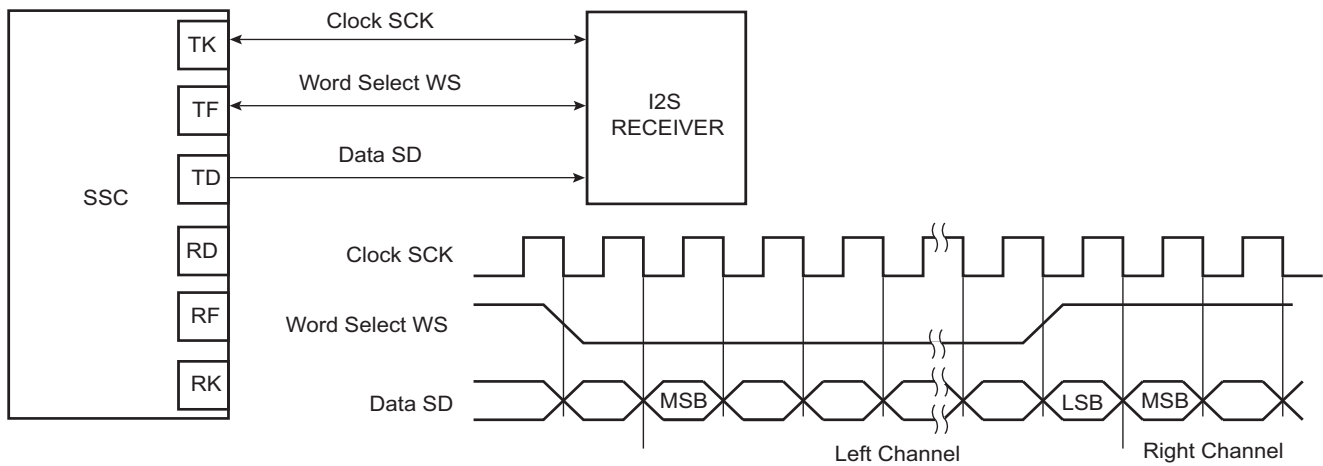 SSC
TK
TF
TD
RD
RF
RK
Clock SCK
Word Select WS
Data SD
I2S
RECEIVER
Clock SCK
Word Select WS
Data SD
MSB
LSB
MSB
Left Channel
Right Channel